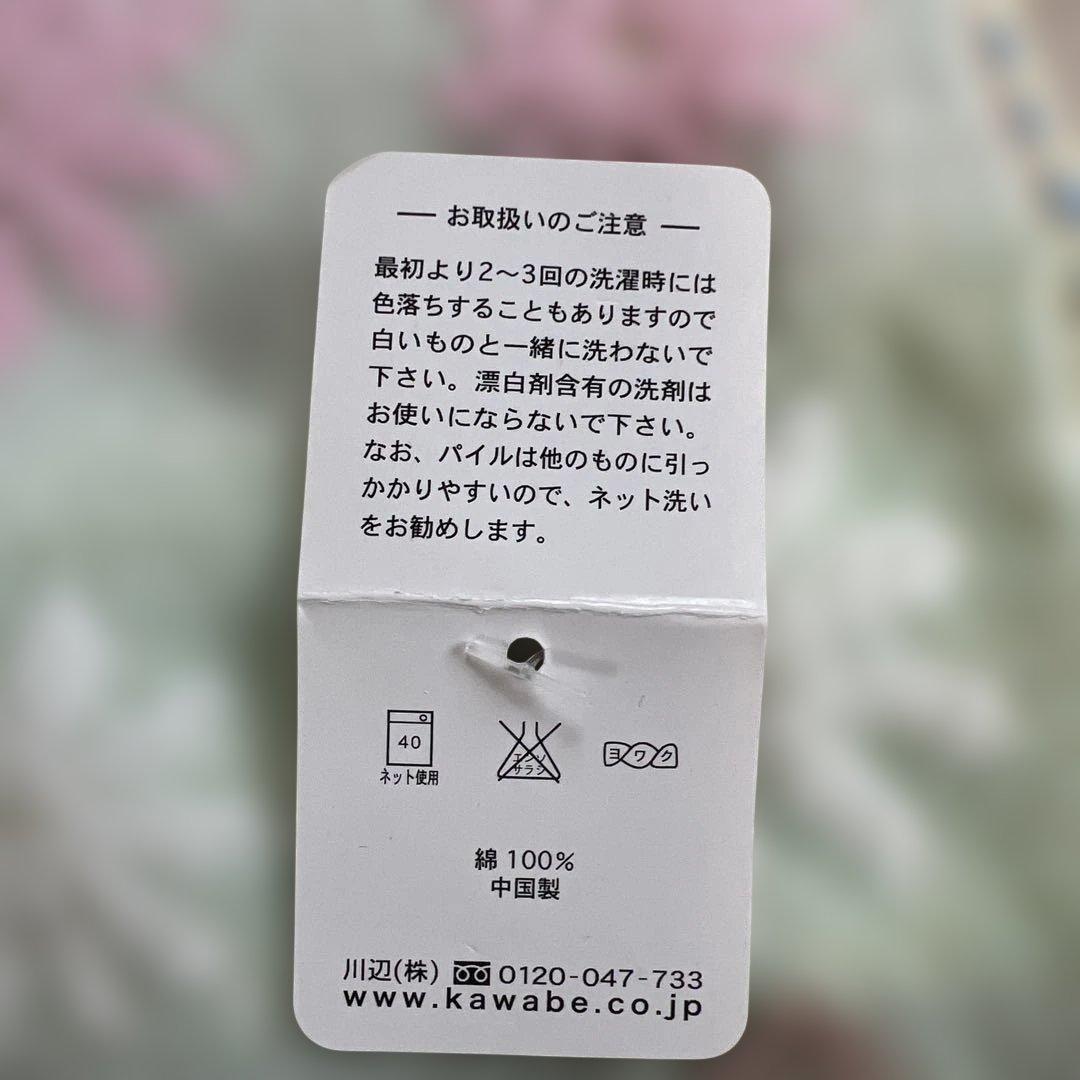 お取扱いのご注意
最初より2〜3回の洗濯時には
色落ちすることもありますので
白いものと一緒に洗わないで
下さい。漂白剤含有の洗剤は
お使いにならないで下さい。
なお、パイルは他のものに引っ
かかりやすいので、ネット洗い
をお勧めします。
40
ネット使用
エンソ
サラシ
ヨワク
綿 100%
中国製
川辺(株) 0120-047-733
www.kawabe.co.jp